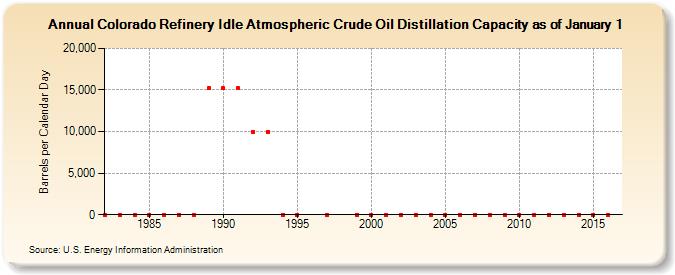 Annual Colorado Refinery Idle Atmospheric Crude Oil Distillation Capacity as of January 1
Barrels per Calendar Day
20,000
15,000
10,000
5,000
0
1985 1990 1995 2000 2005 2010 2015
Source: U.S. Energy Information Administration